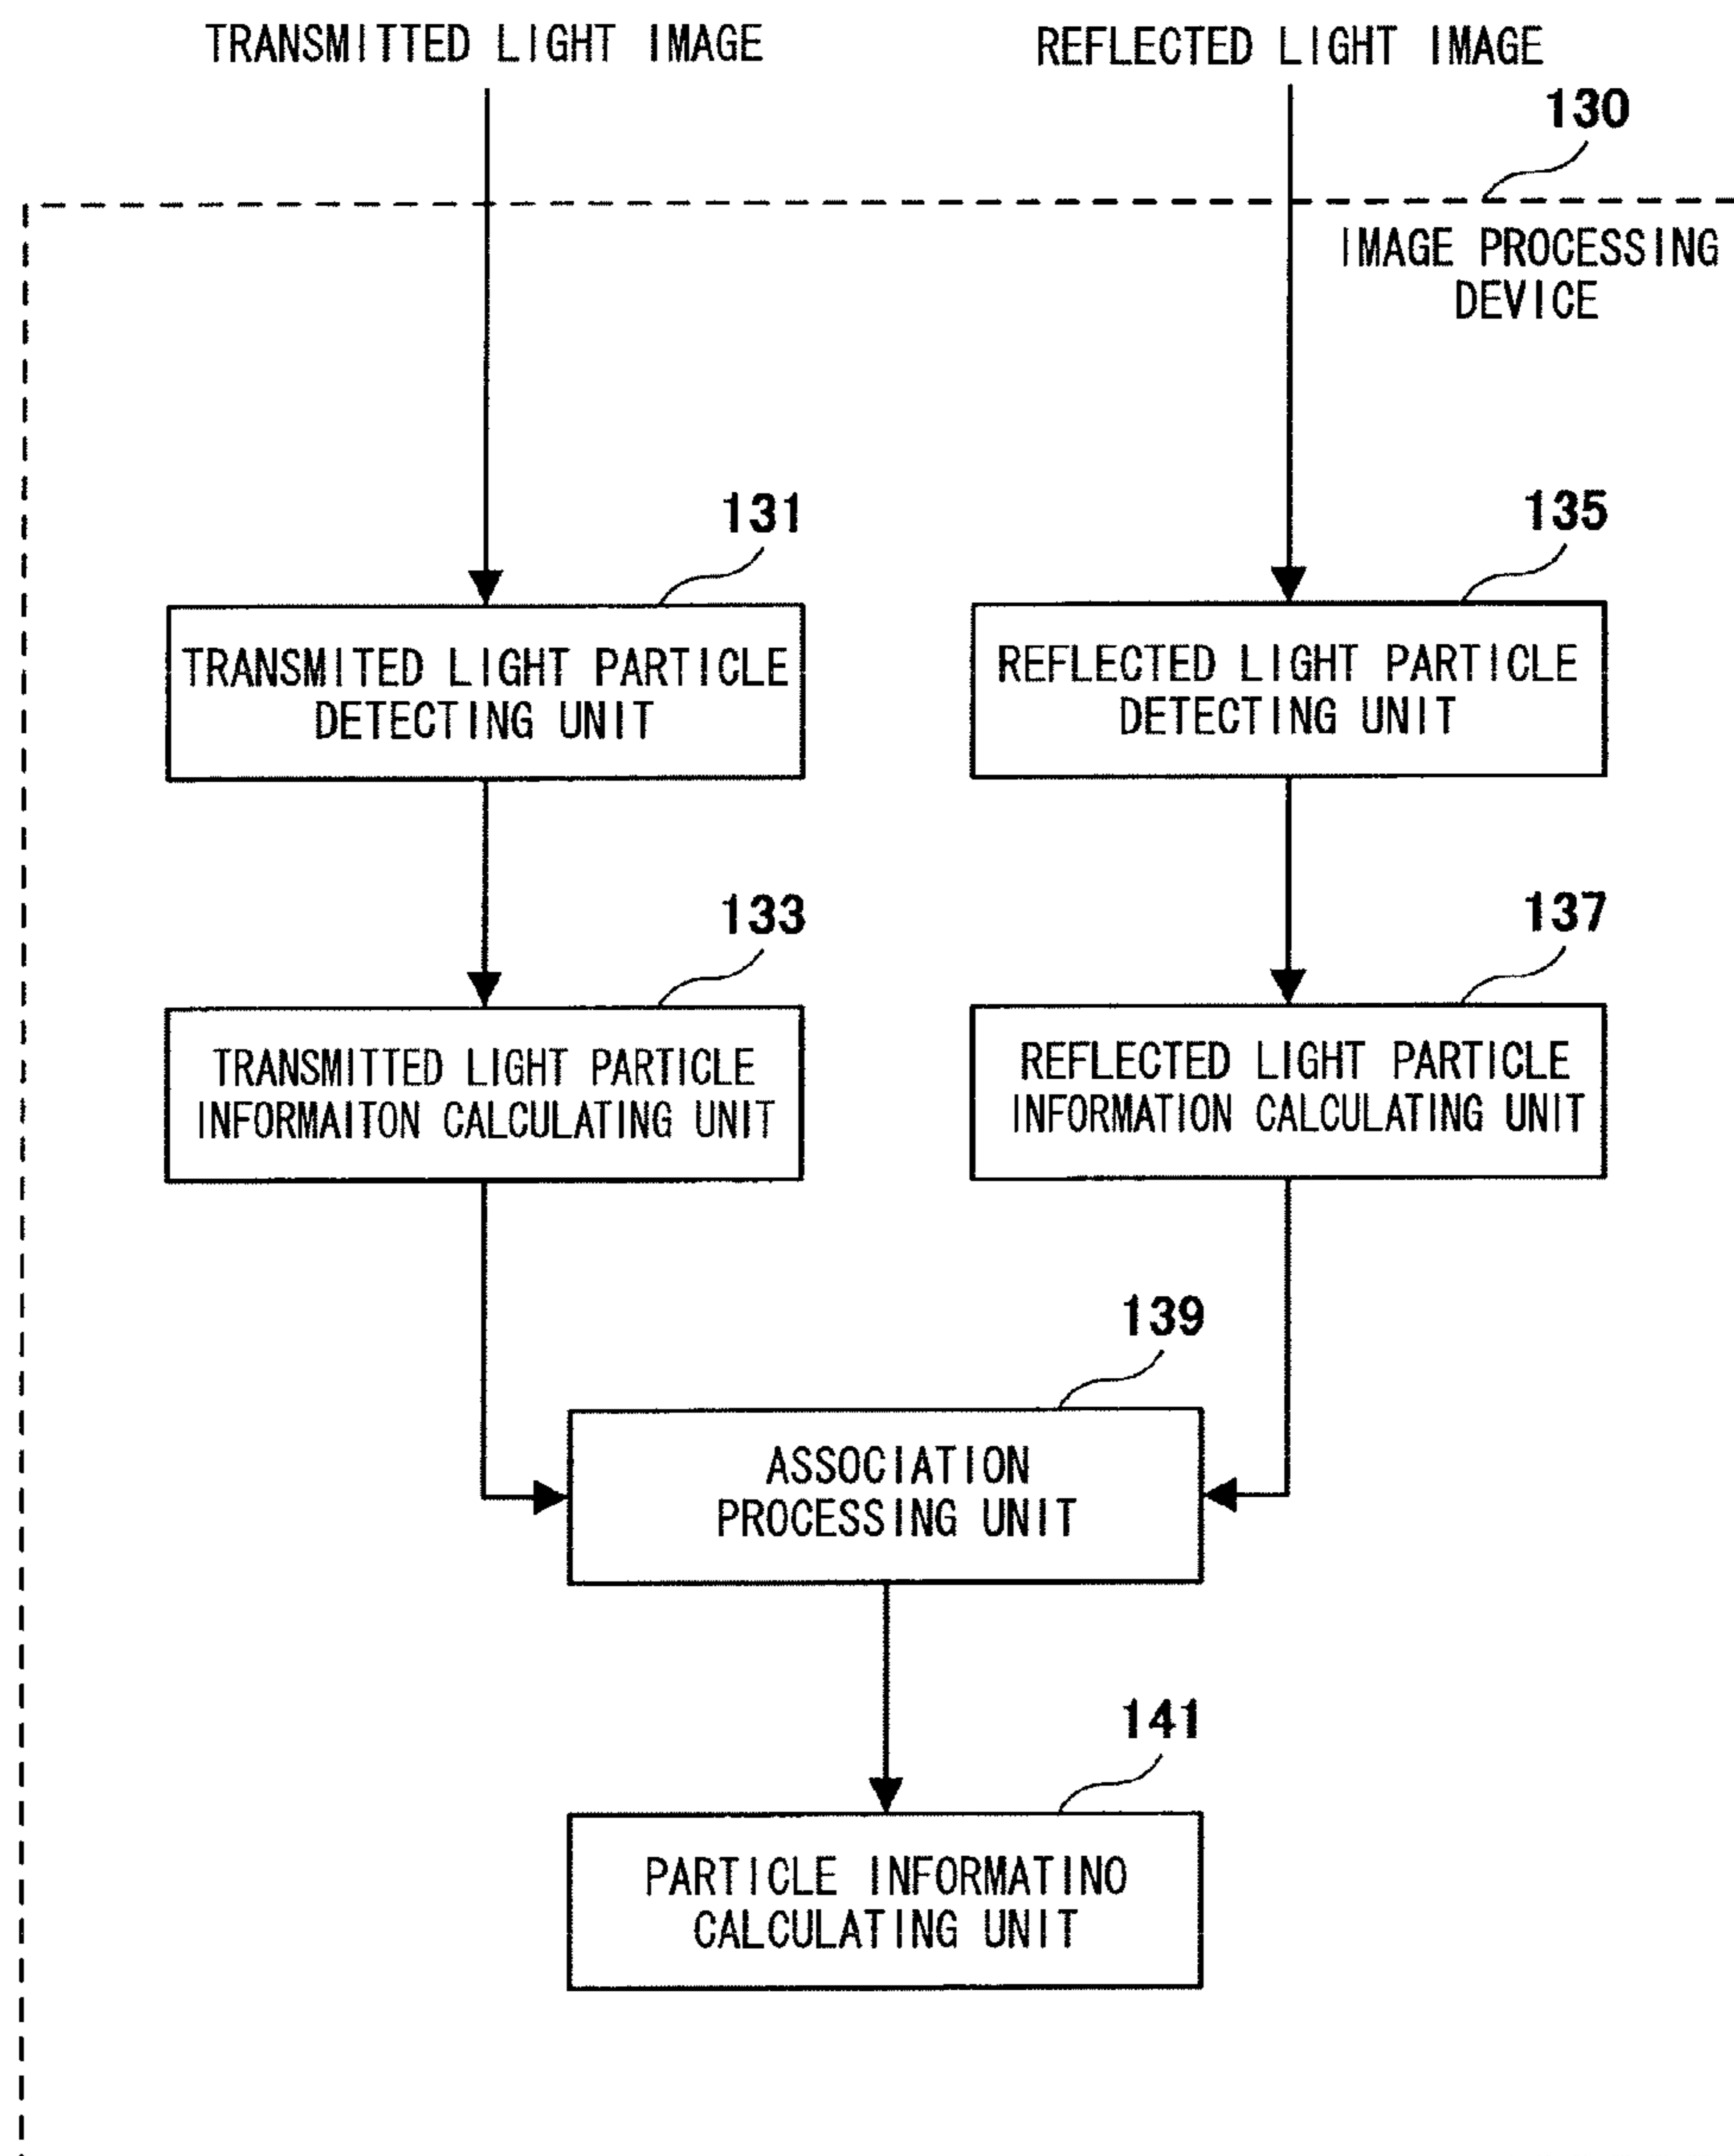 TRANSMITTED LIGHT IMAGE
REFLECTED LIGHT IMAGE
130
IMAGE PROCESSING
DEVICE
131
TRANSMITED LIGHT PARTICLE
DETECTING UNIT
135
REFLECTED LIGHT PARTICLE
DETECTING UNIT
133
TRANSMITTED LIGHT PARTICLE
INFORMAITON CALCULATING UNIT
137
REFLECTED LIGHT PARTICLE
INFORMATION CALCULATING UNIT
139
ASSOCIATION
PROCESSING UNIT
141
PARTICLE INFORMATINO
CALCULATING UNIT